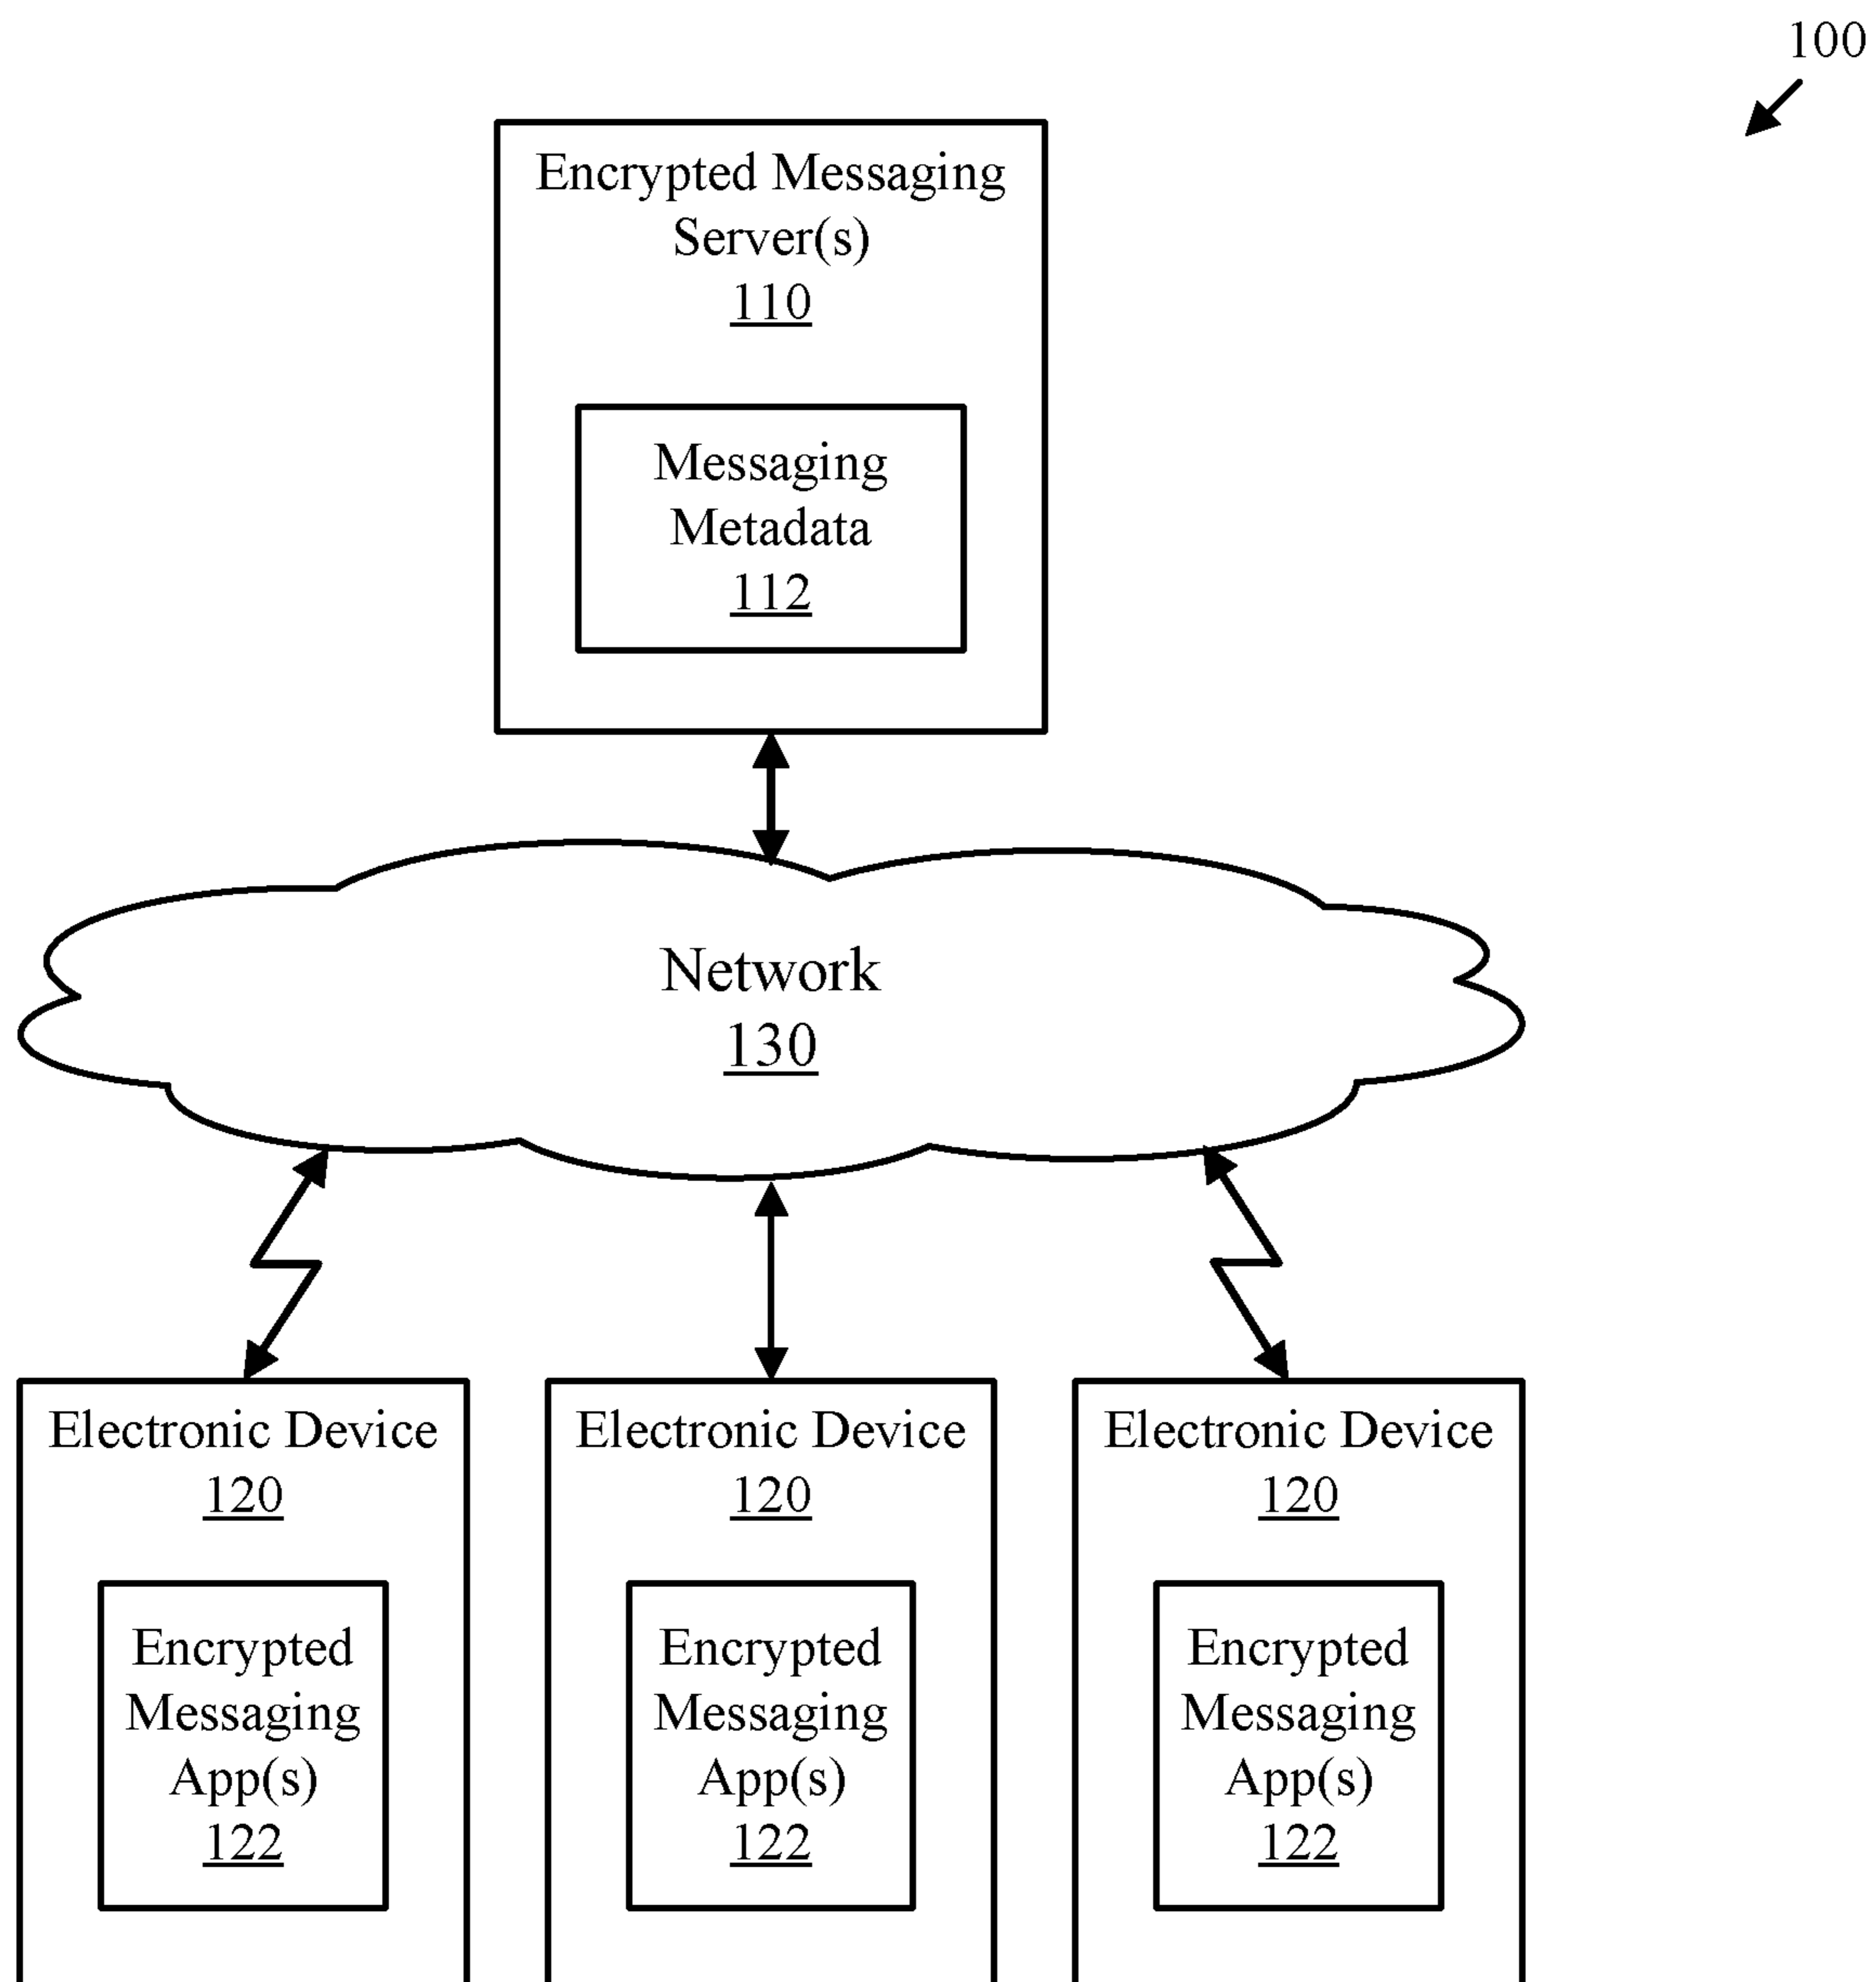 100
Encrypted Messaging
Server(s)
110
Messaging
Metadata
112
Network
130
Electronic Device
120
Encrypted
Messaging
App(s)
122
Electronic Device
120
Encrypted
Messaging
App(s)
122
Electronic Device
120
Encrypted
Messaging
App(s)
122